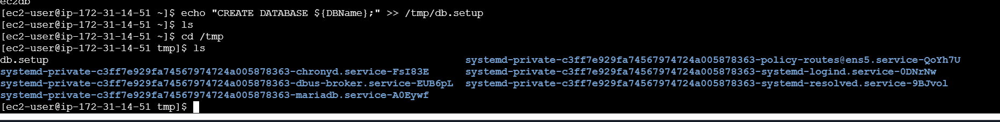 ec2db
[ec2-user@ip-172-31-14-51 ~]$ echo "CREATE DATABASE ${DBName};" >> /tmp/db.setup
[ec2-user@ip-172-31-14-51 ~]$ ls
[ec2-user@ip-172-31-14-51 ~]$ cd /tmp
[ec2-user@ip-172-31-14-51 tmp]$ ls
db.setup systemd-private-c3ff7e929fa74567974724a005878363-policy-routes@ens5.service-QoYh7U
systemd-private-c3ff7e929fa74567974724a005878363-chronyd.service-FsI83E systemd-private-c3ff7e929fa74567974724a005878363-systemd-logind.service-0DNrNw
systemd-private-c3ff7e929fa74567974724a005878363-dbus-broker.service-EUB6pL systemd-private-c3ff7e929fa74567974724a005878363-systemd-resolved.service-9BJvol
systemd-private-c3ff7e929fa74567974724a005878363-mariadb.service-A0Eywf
[ec2-user@ip-172-31-14-51 tmp]$